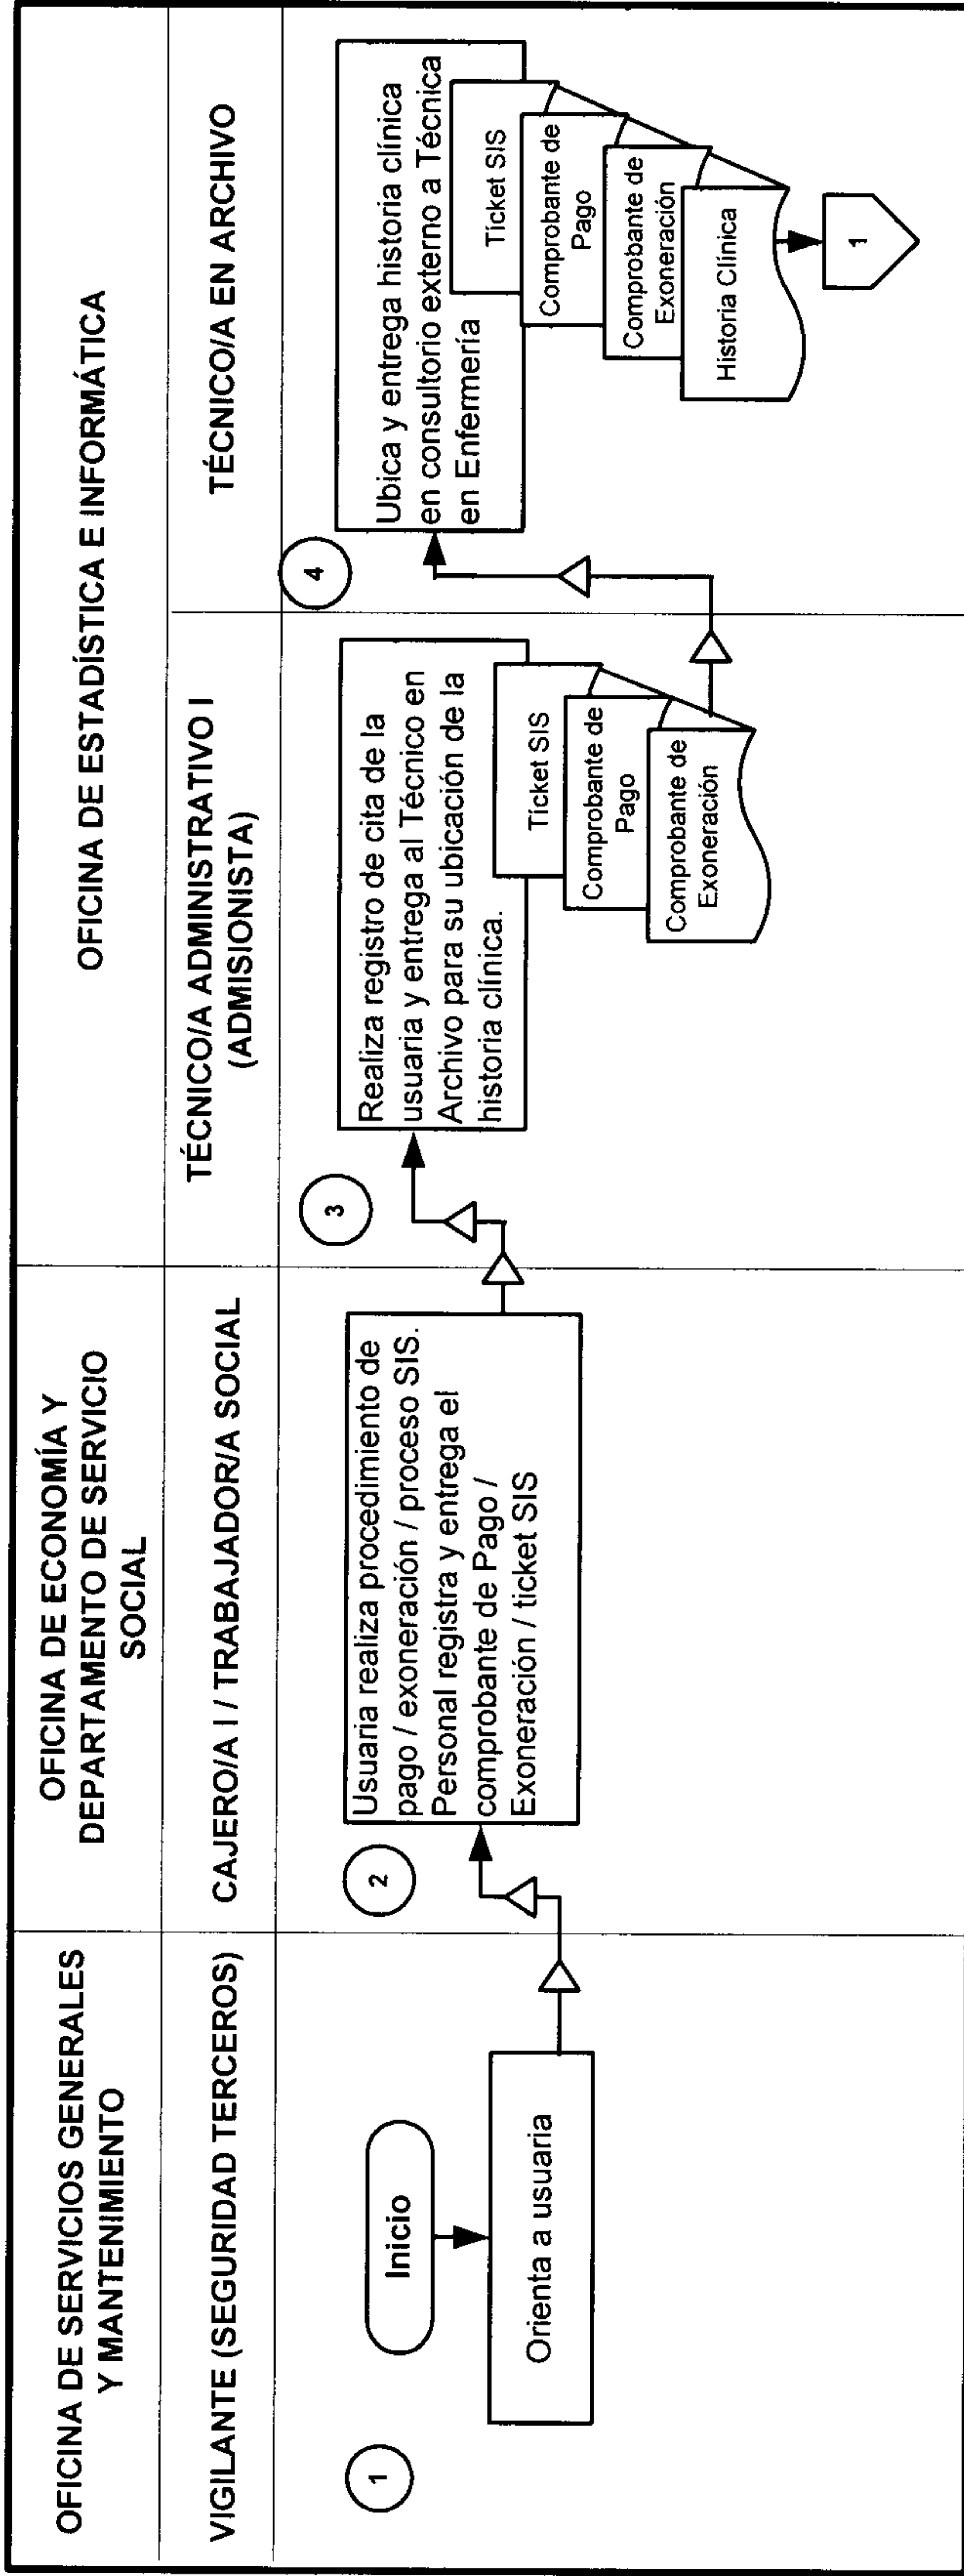 OFICINA DE SERVICIOS GENERALES
Y MANTENIMIENTO
OFICINA DE ECONOMÍA Y
DEPARTAMENTO DE SERVICIO
SOCIAL
OFICINA DE ESTADÍSTICA E INFORMÁTICA
VIGILANTE (SEGURIDAD TERCEROS)
CAJERO/A I / TRABAJADOR/A SOCIAL
TÉCNICO/A ADMINISTRATIVO I
(ADMISIONISTA)
TÉCNICO/A EN ARCHIVO
1
Inicio
Orienta a usuaria
2
Usuaria realiza procedimiento de
pago / exoneración / proceso SIS.
Personal registra y entrega el
comprobante de Pago /
Exoneración / ticket SIS
3
Realiza registro de cita de la
usuaria y entrega al Técnico en
Archivo para su ubicación de la
historia clínica.
Tícket SIS
Comprobante de
Pago
Comprobante de
Exoneración
4
Ubica y entrega historia clínica
en consultorio externo a Técnica
en Enfermería
Tícket SIS
Comprobante de
Pago
Comprobante de
Exoneración
Historia Clínica
1